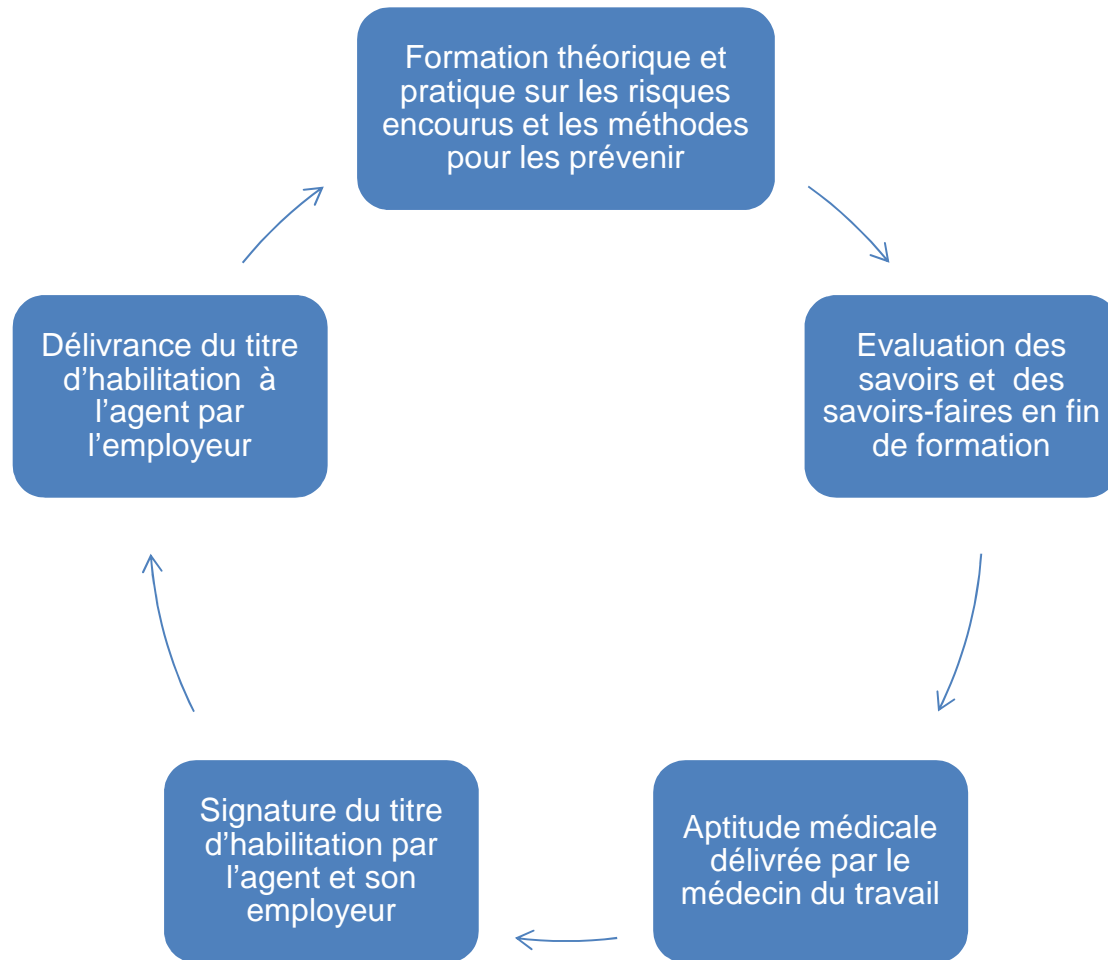 Formation théorique et
pratique sur les risques
encourus et les méthodes
pour les prévenir
Evaluation des
savoirs et  des
savoirs-faires en fin
de formation
Aptitude médicale
délivrée par le
médecin du travail
Signature du titre
d’habilitation par
l’agent et son
employeur
Délivrance du titre
d’habilitation  à
l’agent par
l’employeur